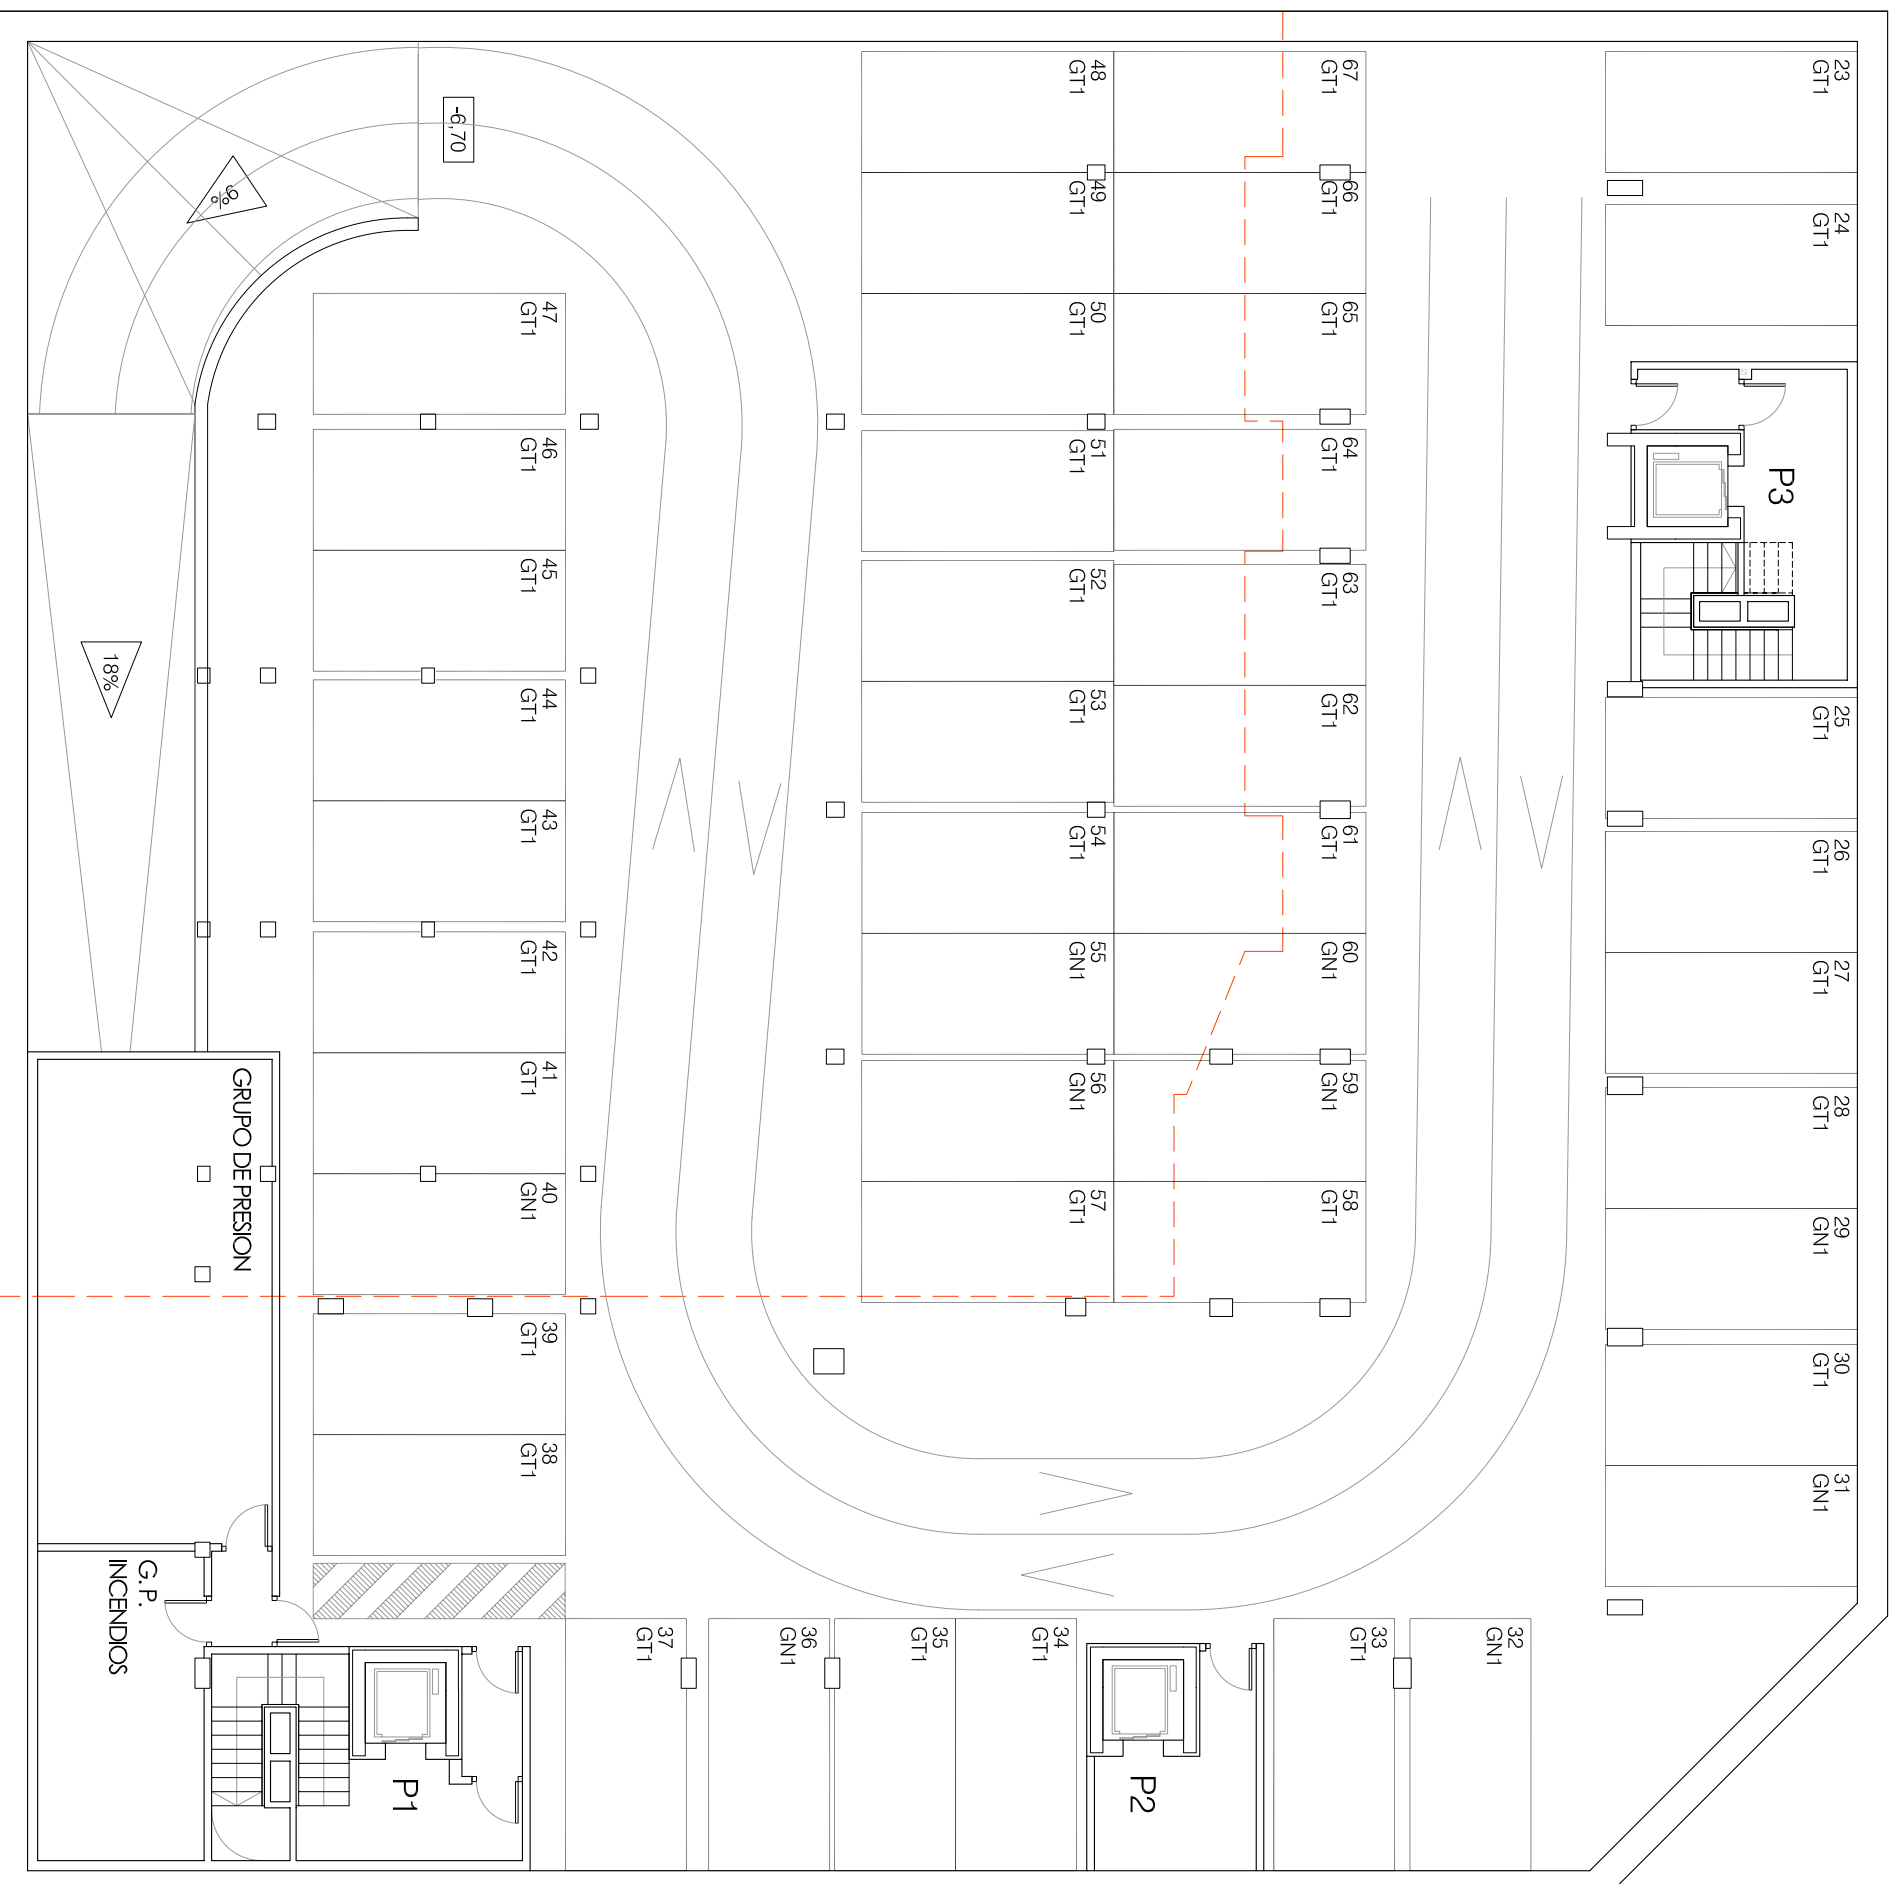 23
GT1
24
GT1
P3
25
GT1
26
GT1
27
GT1
28
GT1
29
GN1
30
GT1
31
GN1
67
GT1
66
GT1
65
GT1
64
GT1
63
GT1
62
GT1
61
GT1
60
GN1
59
GN1
58
GT1
48
GT1
49
GT1
50
GT1
51
GT1
52
GT1
53
GT1
54
GT1
55
GN1
56
GN1
57
GT1
-6,70
9%
18%
47
GT1
46
GT1
45
GT1
44
GT1
43
GT1
42
GT1
41
GT1
40
GN1
39
GT1
38
GT1
GRUPO DE PRESION
G.P.
INCENDIOS
32
GN1
33
GT1
34
GT1
35
GT1
36
GN1
37
GT1
P2
P1